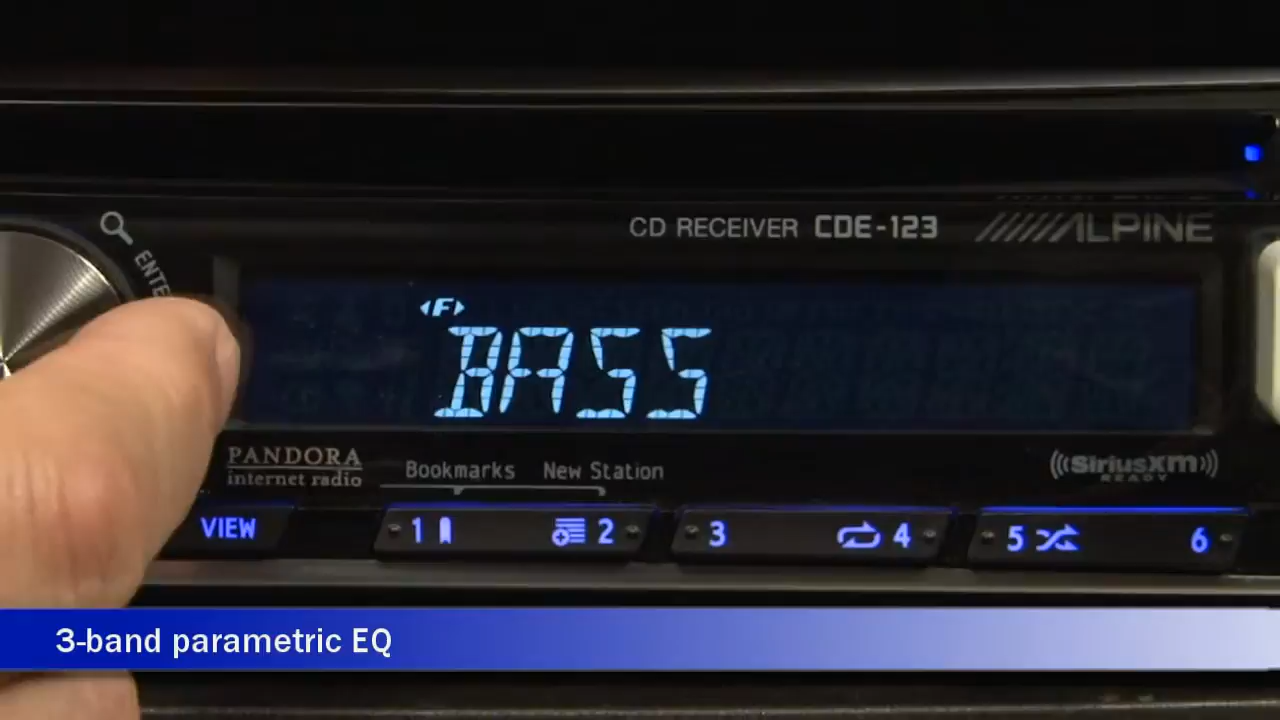 CD RECEIVER CDE-123 ALPINE
ENTE
F
BASS
PANDORA
internet radio
Bookmarks New Station
SiriusXM
READY
VIEW 1 2 3 4 5 6
3-band parametric EQ